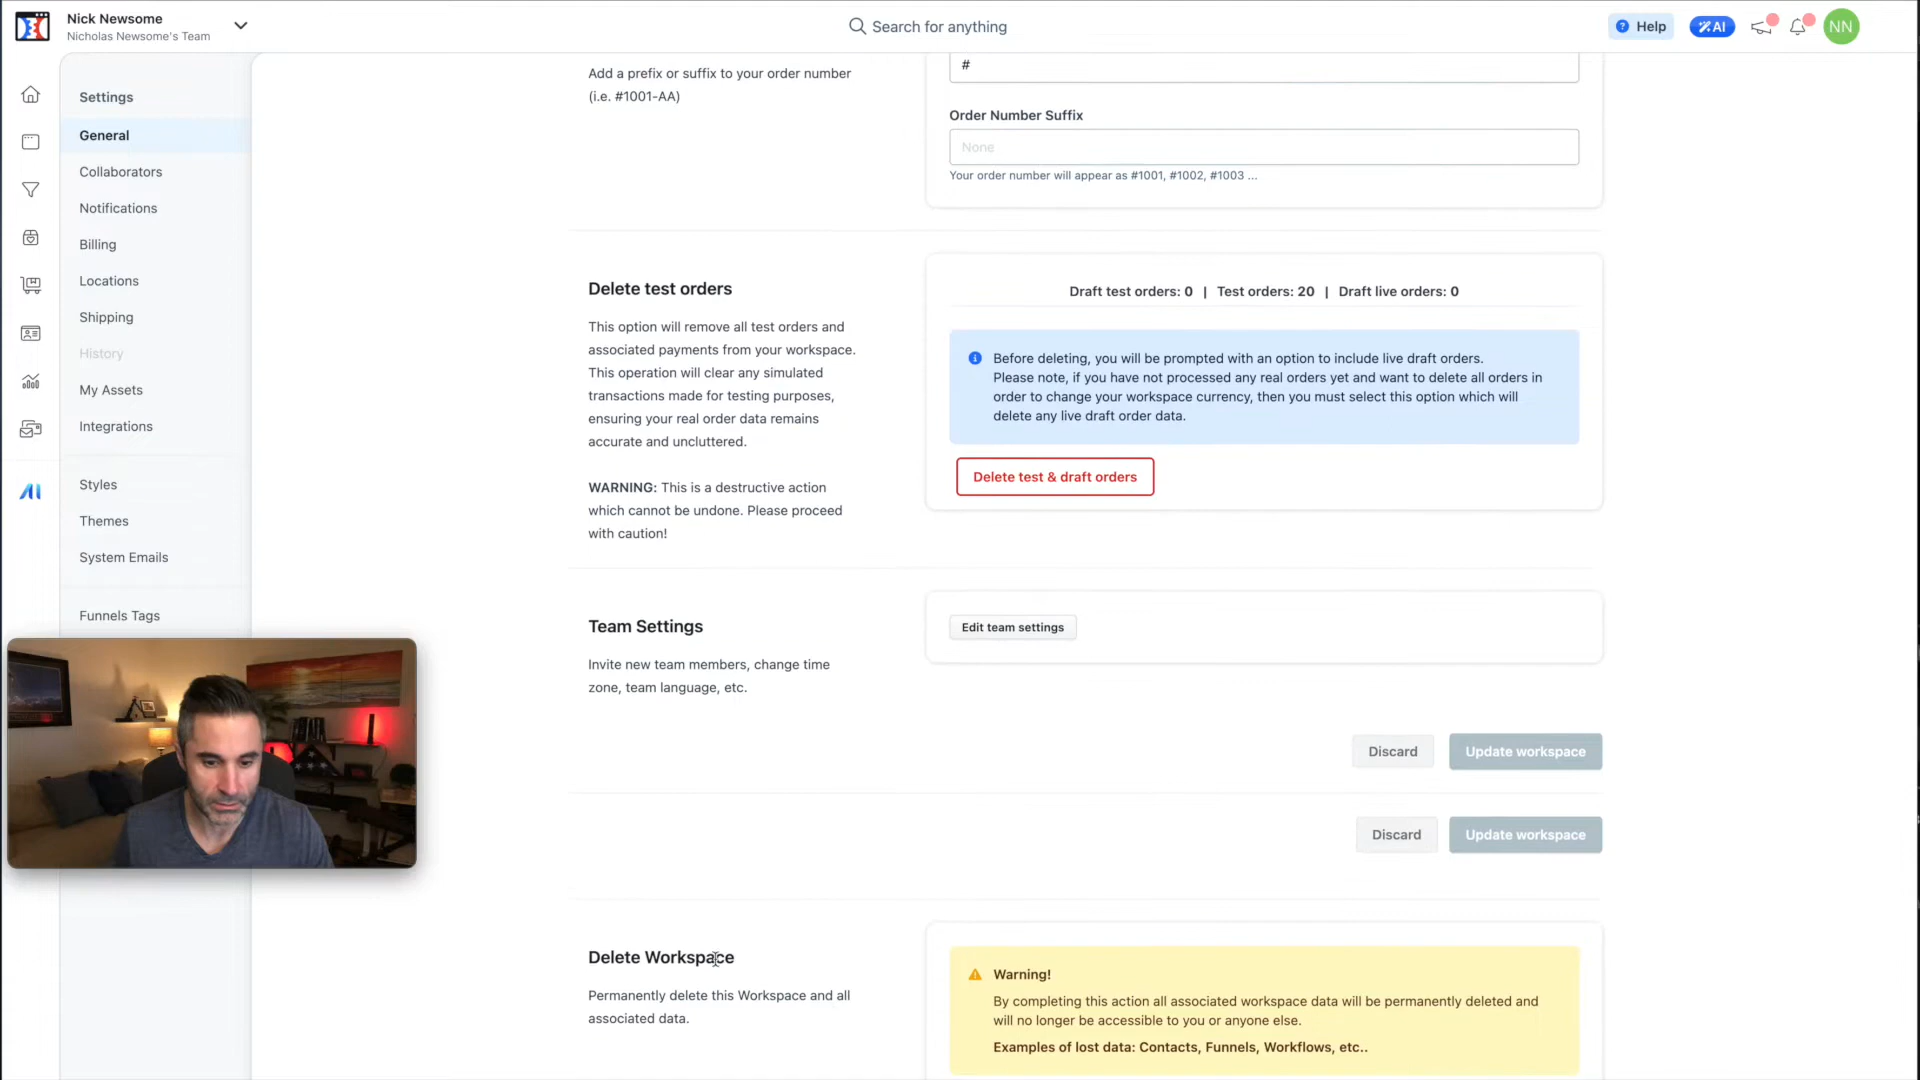 Nick Newsome
Nicholas Newsome's Team
Search for anything
Help
AI
NN
Settings
General
Collaborators
Notifications
Billing
Locations
Shipping
History
My Assets
Integrations
Styles
Themes
System Emails
Funnels Tags
AI
Add a prefix or suffix to your order number
(i.e. #1001-AA)
#
Order Number Suffix
None
Your order number will appear as #1001, #1002, #1003 ...
Delete test orders
This option will remove all test orders and
associated payments from your workspace.
This operation will clear any simulated
transactions made for testing purposes,
ensuring your real order data remains
accurate and uncluttered.
WARNING: This is a destructive action
which cannot be undone. Please proceed
with caution!
Draft test orders: 0 | Test orders: 20 | Draft live orders: 0
Before deleting, you will be prompted with an option to include live draft orders.
Please note, if you have not processed any real orders yet and want to delete all orders in
order to change your workspace currency, then you must select this option which will
delete any live draft order data.
Delete test & draft orders
Team Settings
Invite new team members, change time
zone, team language, etc.
Edit team settings
Discard
Update workspace
Discard
Update workspace
Delete Workspace
Permanently delete this Workspace and all
associated data.
Warning!
By completing this action all associated workspace data will be permanently deleted and
will no longer be accessible to you or anyone else.
Examples of lost data: Contacts, Funnels, Workflows, etc..